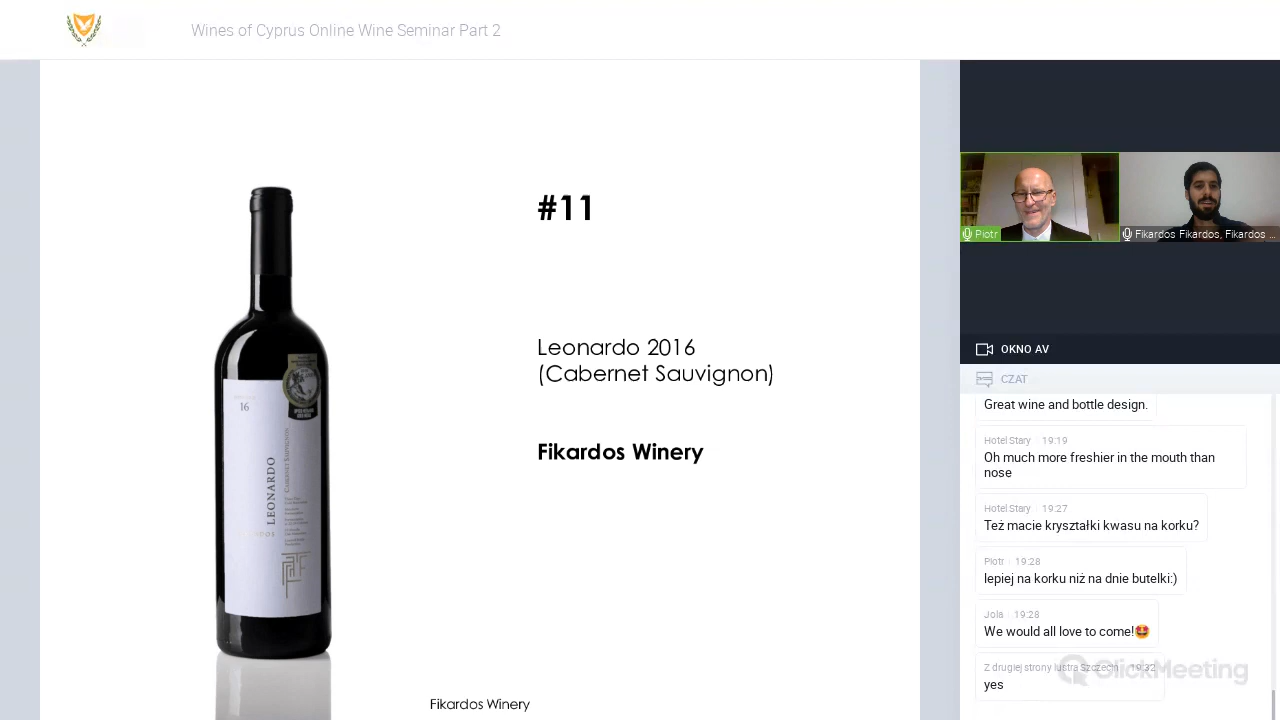 Wines of Cyprus Online Wine Seminar Part 2
#11
Leonardo 2016
(Cabernet Sauvignon)
Fikardos Winery
16
LEONARDO
CABERNET SAUVIGNON
Fikardos Winery
Piotr
Fikardos Fikardos, Fikardos ...
OKNO AV
CZAT
Great wine and bottle design.
Hotel Stary 19:19
Oh much more freshier in the mouth than
nose
Hotel Stary 19:27
Też macie kryształki kwasu na korku?
Piotr 19:28
lepiej na korku niż na dnie butelki:)
Jola 19:28
We would all love to come!🤩
Z drugiej strony lustra Szczecin 19:32
yes
ClickMeeting